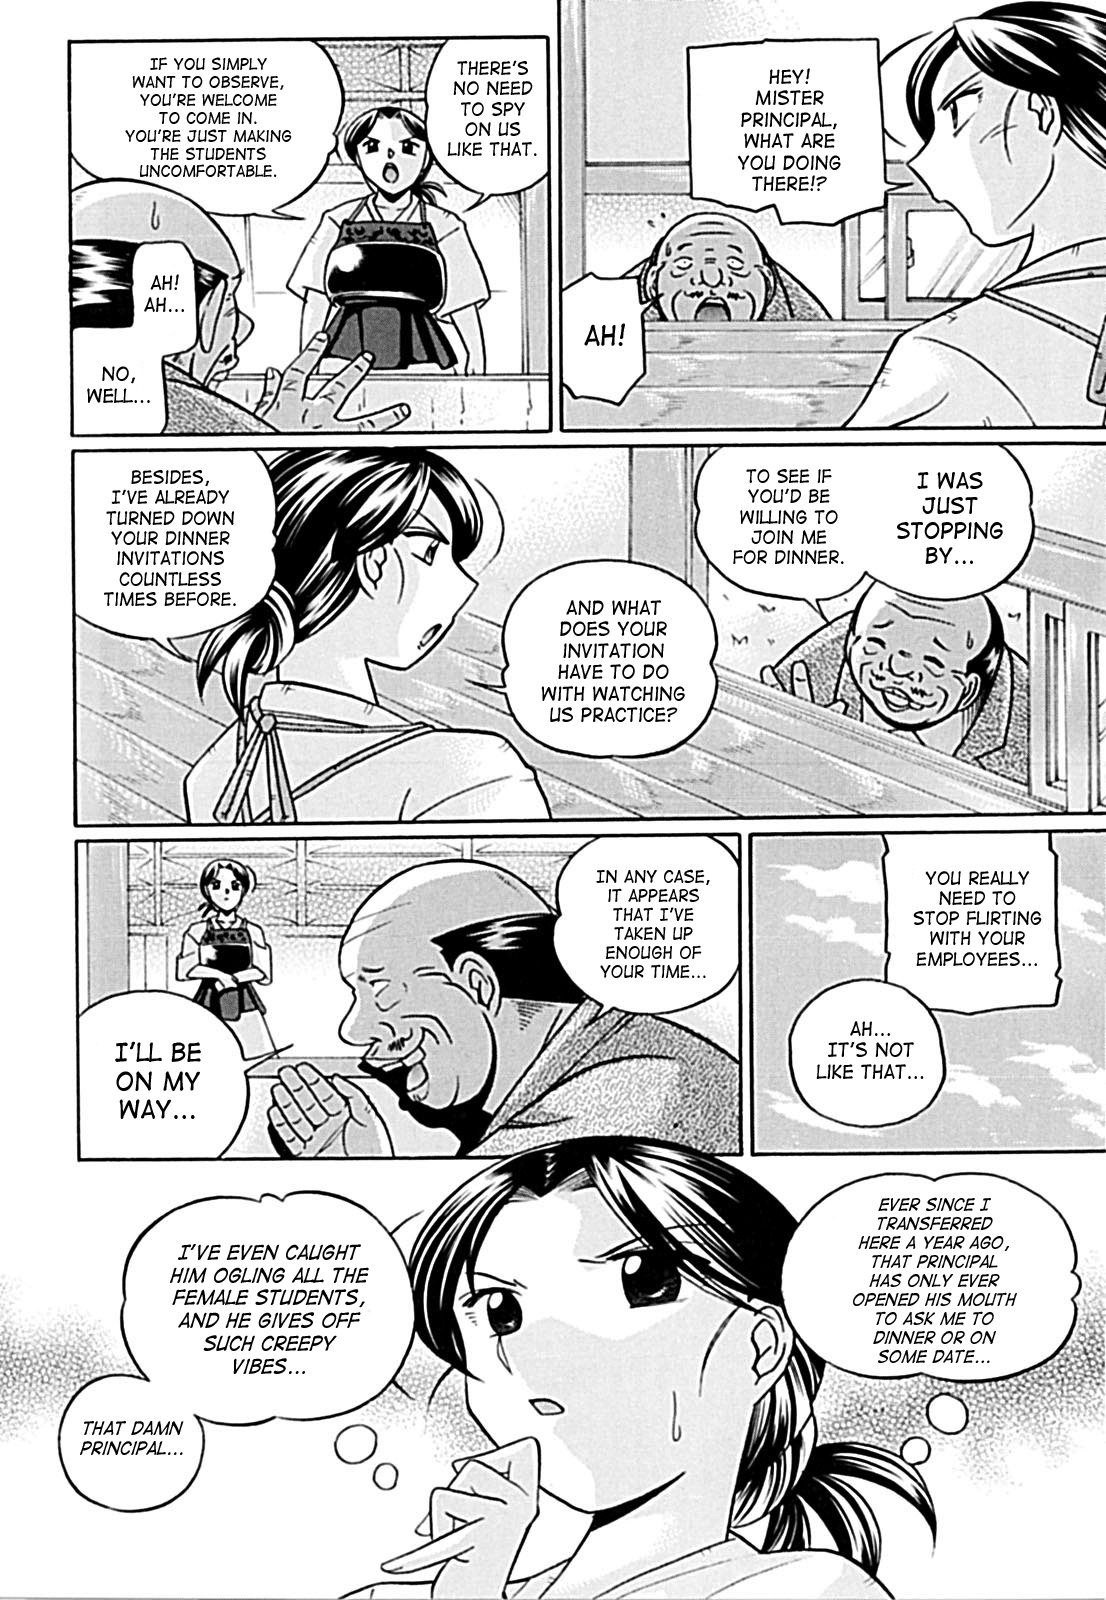 HEY!
MISTER
PRINCIPAL,
WHAT ARE
YOU DOING
THERE!?
AH!
THERE'S
NO NEED
TO SPY
ON US
LIKE THAT.
IF YOU SIMPLY
WANT TO OBSERVE,
YOU'RE WELCOME
TO COME IN.
YOU'RE JUST MAKING
THE STUDENTS
UNCOMFORTABLE.
AH!
AH...
NO,
WELL...
I WAS
JUST
STOPPING
BY...
TO SEE IF
YOU'D BE
WILLING TO
JOIN ME
FOR DINNER.
AND WHAT
DOES YOUR
INVITATION
HAVE TO DO
WITH WATCHING
US PRACTICE?
BESIDES,
I'VE ALREADY
TURNED DOWN
YOUR DINNER
INVITATIONS
COUNTLESS
TIMES BEFORE.
YOU REALLY
NEED TO
STOP FLIRTING
WITH YOUR
EMPLOYEES...
AH...
IT'S NOT
LIKE THAT...
IN ANY CASE,
IT APPEARS
THAT I'VE
TAKEN UP
ENOUGH OF
YOUR TIME...
I'LL BE
ON MY
WAY...
EVER SINCE I
TRANSFERRED
HERE A YEAR AGO,
THAT PRINCIPAL
HAS ONLY EVER
OPENED HIS MOUTH
TO ASK ME TO
DINNER OR ON
SOME DATE...
I'VE EVEN CAUGHT
HIM OGLING ALL THE
FEMALE STUDENTS,
AND HE GIVES OFF
SUCH CREEPY
VIBES...
THAT DAMN
PRINCIPAL...